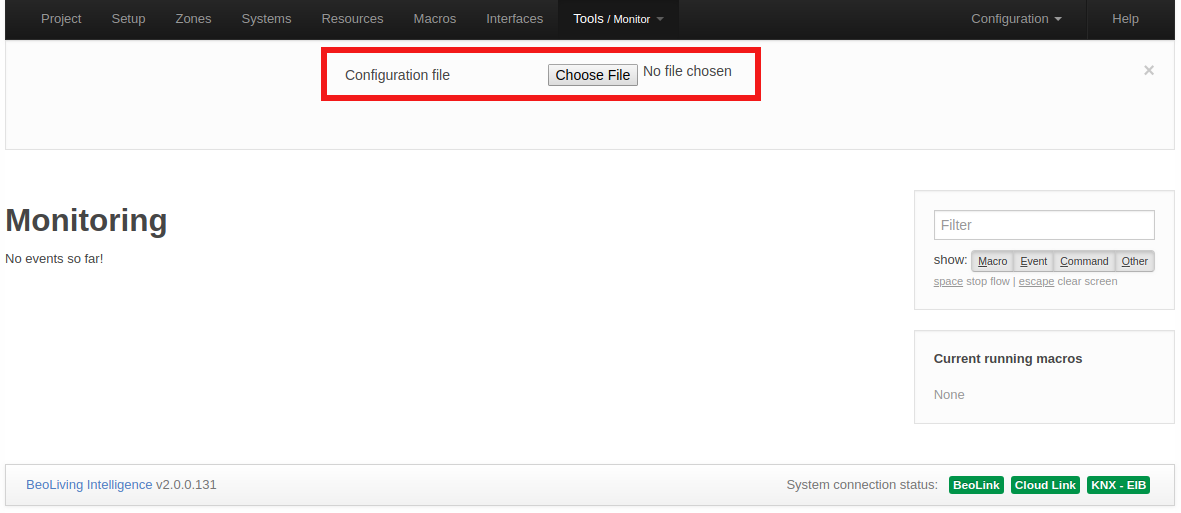 Project Setup Zones Systems Resources Macros Interfaces Tools / Monitor Configuration Help
Configuration file Choose File No file chosen ×
Monitoring
No events so far!
Filter
show: Macro Event Command Other
space stop flow | escape clear screen
Current running macros
None
BeoLiving Intelligence v2.0.0.131 System connection status: BeoLink Cloud Link KNX - EIB